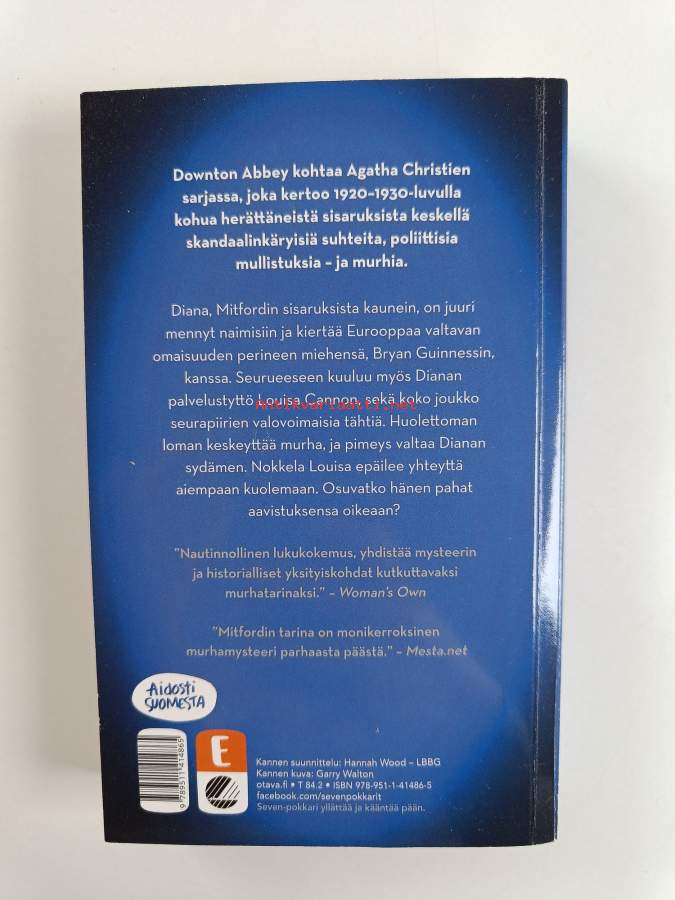 Downton Abbey kohtaa Agatha Christien
sarjassa, joka kertoo 1920–1930-luvulla
kohua herättäneistä sisaruksista keskellä
skandaalinkäryisiä suhteita, poliittisia
mullistuksia – ja murhia.
Diana, Mitfordin sisaruksista kaunein, on juuri
mennyt naimisiin ja kiertää Eurooppaa valtavan
omaisuuden perineen miehensä, Bryan Guinnessin,
kanssa. Seurueeseen kuuluu myös Dianan
palvelustyttö Louisa Cannon, sekä koko joukko
Antikvariaatti.net
seurapiirien valovoimaisia tähtiä. Huolettoman
loman keskeyttää murha, ja pimeys valtaa Dianan
sydämen. Nokkela Louisa epäilee yhteyttä
aiempaan kuolemaan. Osuvatko hänen pahat
aavistuksensa oikeaan?
”Nautinnollinen lukukokemus, yhdistää mysteerin
ja historialliset yksityiskohdat kutkuttavaksi
murhatarinaksi.” – Woman's Own
”Mitfordin tarina on monikerroksinen
murhamysteeri parhaasta päästä.” – Mesta.net
Aidosti
SUOMESTA
9 789511 414865
E
Kannen suunnittelu: Hannah Wood – LBBG
Kannen kuva: Garry Walton
otava.fi • T 84.2 • ISBN 978-951-1-41486-5
facebook.com/sevenpokkarit
Seven-pokkari yllättää ja kääntää pään.